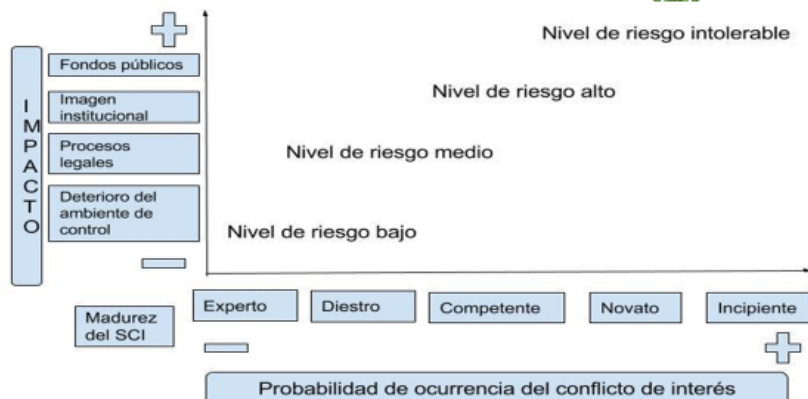 Nivel de riesgo intolerable
Fondos públicos
Nivel de riesgo alto
Imagen
institucional
IMPACTO
Procesos
legales
Nivel de riesgo medio
Deterioro del
ambiente de
control
Nivel de riesgo bajo
Madurez
del SCI
Experto
Diestro
Competente
Novato
Incipiente
Probabilidad de ocurrencia del conflicto de interés